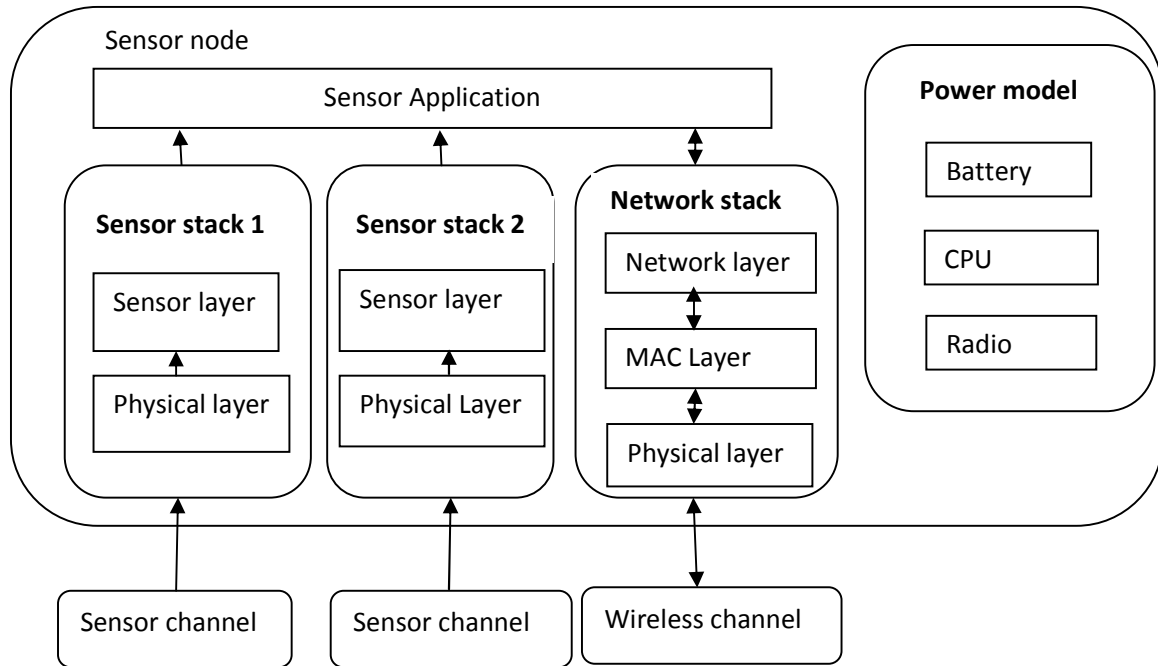 Sensor node
Sensor Application
Power model
Battery
CPU
Radio
Sensor stack 1
Sensor layer
Physical layer
Sensor stack 2
Sensor layer
Physical Layer
Network stack
Network layer
MAC Layer
Physical layer
Sensor channel
Sensor channel
Wireless channel